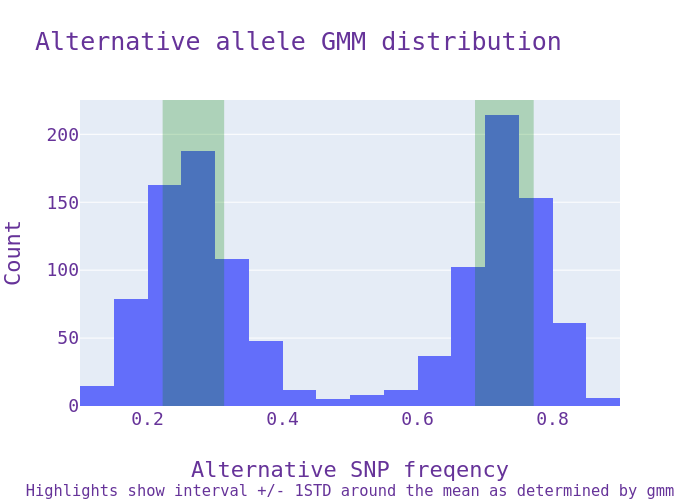 Alternative allele GMM distribution
200
150
100
50
0
Count
0.2
0.4
0.6
0.8
Alternative SNP freqency
Highlights show interval +/- 1STD around the mean as determined by gmm